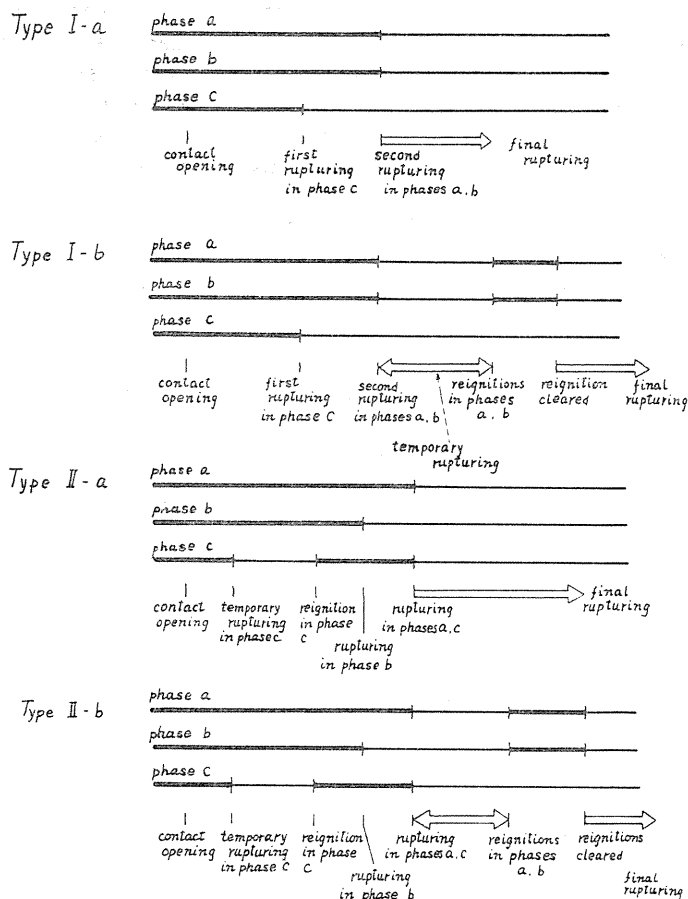 Type I-a
phase a
phase b
phase c
contact
opening
first
rupturing
in phase c
second
rupturing
in phases a,b
final
rupturing
Type I-b
phase a
phase b
phase c
contact
opening
first
rupturing
in phase c
second
rupturing
in phases a,b
reignitions
in phases
a, b
reignition
cleared
final
rupturing
temporary
rupturing
Type II-a
phase a
phase b
phase c
contact
opening
temporary
rupturing
in phase c
reignition
in phase
c
rupturing
in phase b
rupturing
in phases a,c
final
rupturing
Type II-b
phase a
phase b
phase c
contact
opening
temporary
rupturing
in phase c
reignition
in phase
c
rupturing
in phase b
rupturing
in phases a,c
reignitions
in phases
a, b
reignitions
cleared
final
rupturing